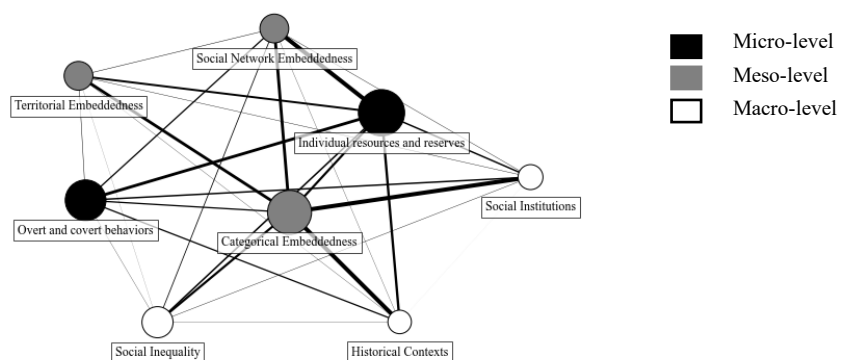 Micro-level
Social Network Embeddedness
Meso-level
Territorial Embeddedness
Macro-level
Individual resources and reserves
Social Institutions
Overt and covert behaviors
Categorical Embeddedness
Social Inequality
Historical Contexts